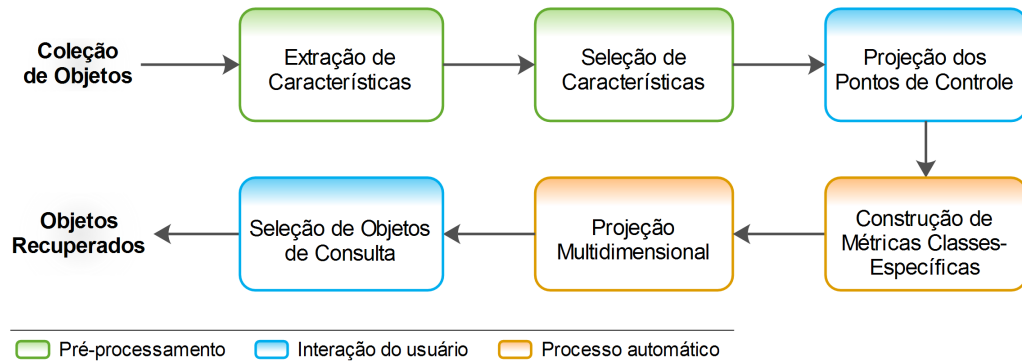 Coleção
de Objetos
Extração de
Características
Seleção de
Características
Projeção dos
Pontos de Controle
Construção de
Métricas Classes-
Específicas
Projeção
Multidimensional
Seleção de Objetos
de Consulta
Objetos
Recuperados
Pré-processamento
Interação do usuário
Processo automático